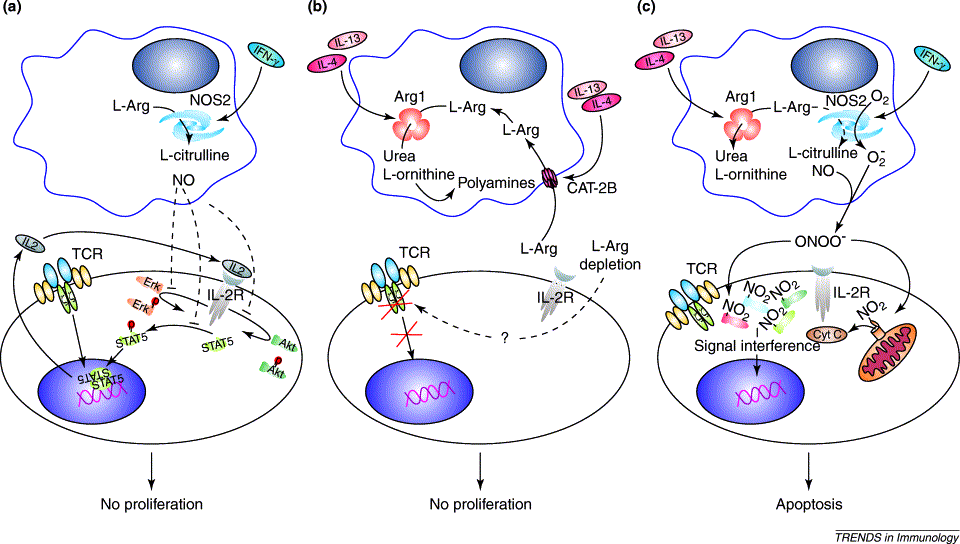 (a)
IFN-γ
NOS2
L-Arg
L-citrulline
NO
IL2
TCR
IL2
Erk
Erk
IL-2R
STAT5
STAT5
Akt
Akt
STAT5
STAT5
No proliferation
(b)
IL-13
IL-4
Arg1
L-Arg
IL-13
IL-4
L-Arg
Urea
L-ornithine
Polyamines
CAT-2B
L-Arg
L-Arg
depletion
TCR
IL-2R
?
No proliferation
(c)
IL-13
IL-4
IFN-γ
Arg1
L-Arg
NOS2
O2
Urea
L-ornithine
L-citrulline
O2-
NO
ONOO-
TCR
IL-2R
NO2
NO2
NO2
NO2
NO2
Signal interference
Cyt C
Apoptosis
TRENDS in Immunology